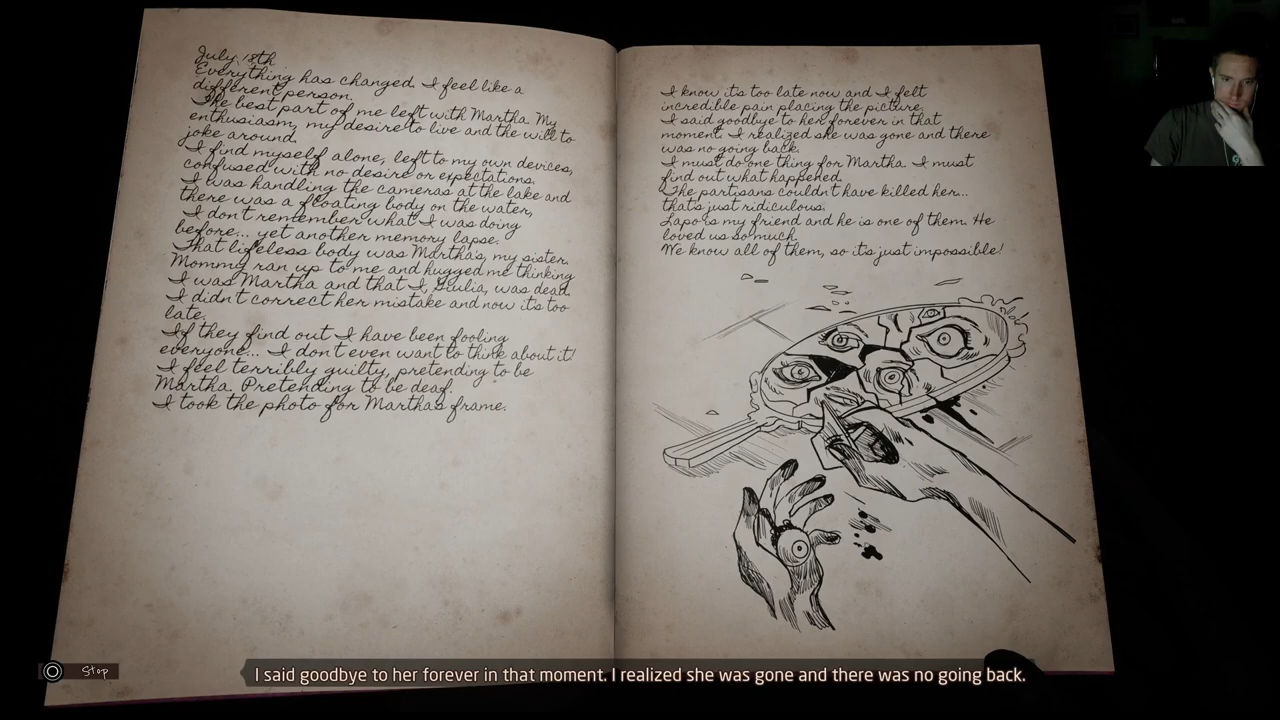 July 18th
Everything has changed. I feel like a
different person.
The best part of me left with Martha. My
enthusiasm, my desire to live and the will to
joke around.
I find myself alone, left to my own devices,
confused with no desire or expectations.
I was handling the cameras at the lake and
there was a floating body on the water,
I don't remember what I was doing
before... yet another memory lapse.
That lifeless body was Martha's, my sister.
Mommy ran up to me and hugged me thinking
I was Martha and that I, Giulia, was dead.
I didn't correct her mistake and now it's too
late.
If they find out I have been fooling
everyone... I don't even want to think about it!
I feel terribly guilty, pretending to be
Martha. Pretending to be deaf.
I took the photo for Martha's frame.
I know it's too late now and I felt
incredible pain placing the picture.
I said goodbye to her forever in that
moment. I realized she was gone and there
was no going back.
I must do one thing for Martha. I must
find out what happened.
The partisans couldn't have killed her...
that's just ridiculous.
Lapo is my friend and he is one of them. He
loved us so much.
We know all of them, so it's just impossible!
Stop
I said goodbye to her forever in that moment. I realized she was gone and there was no going back.